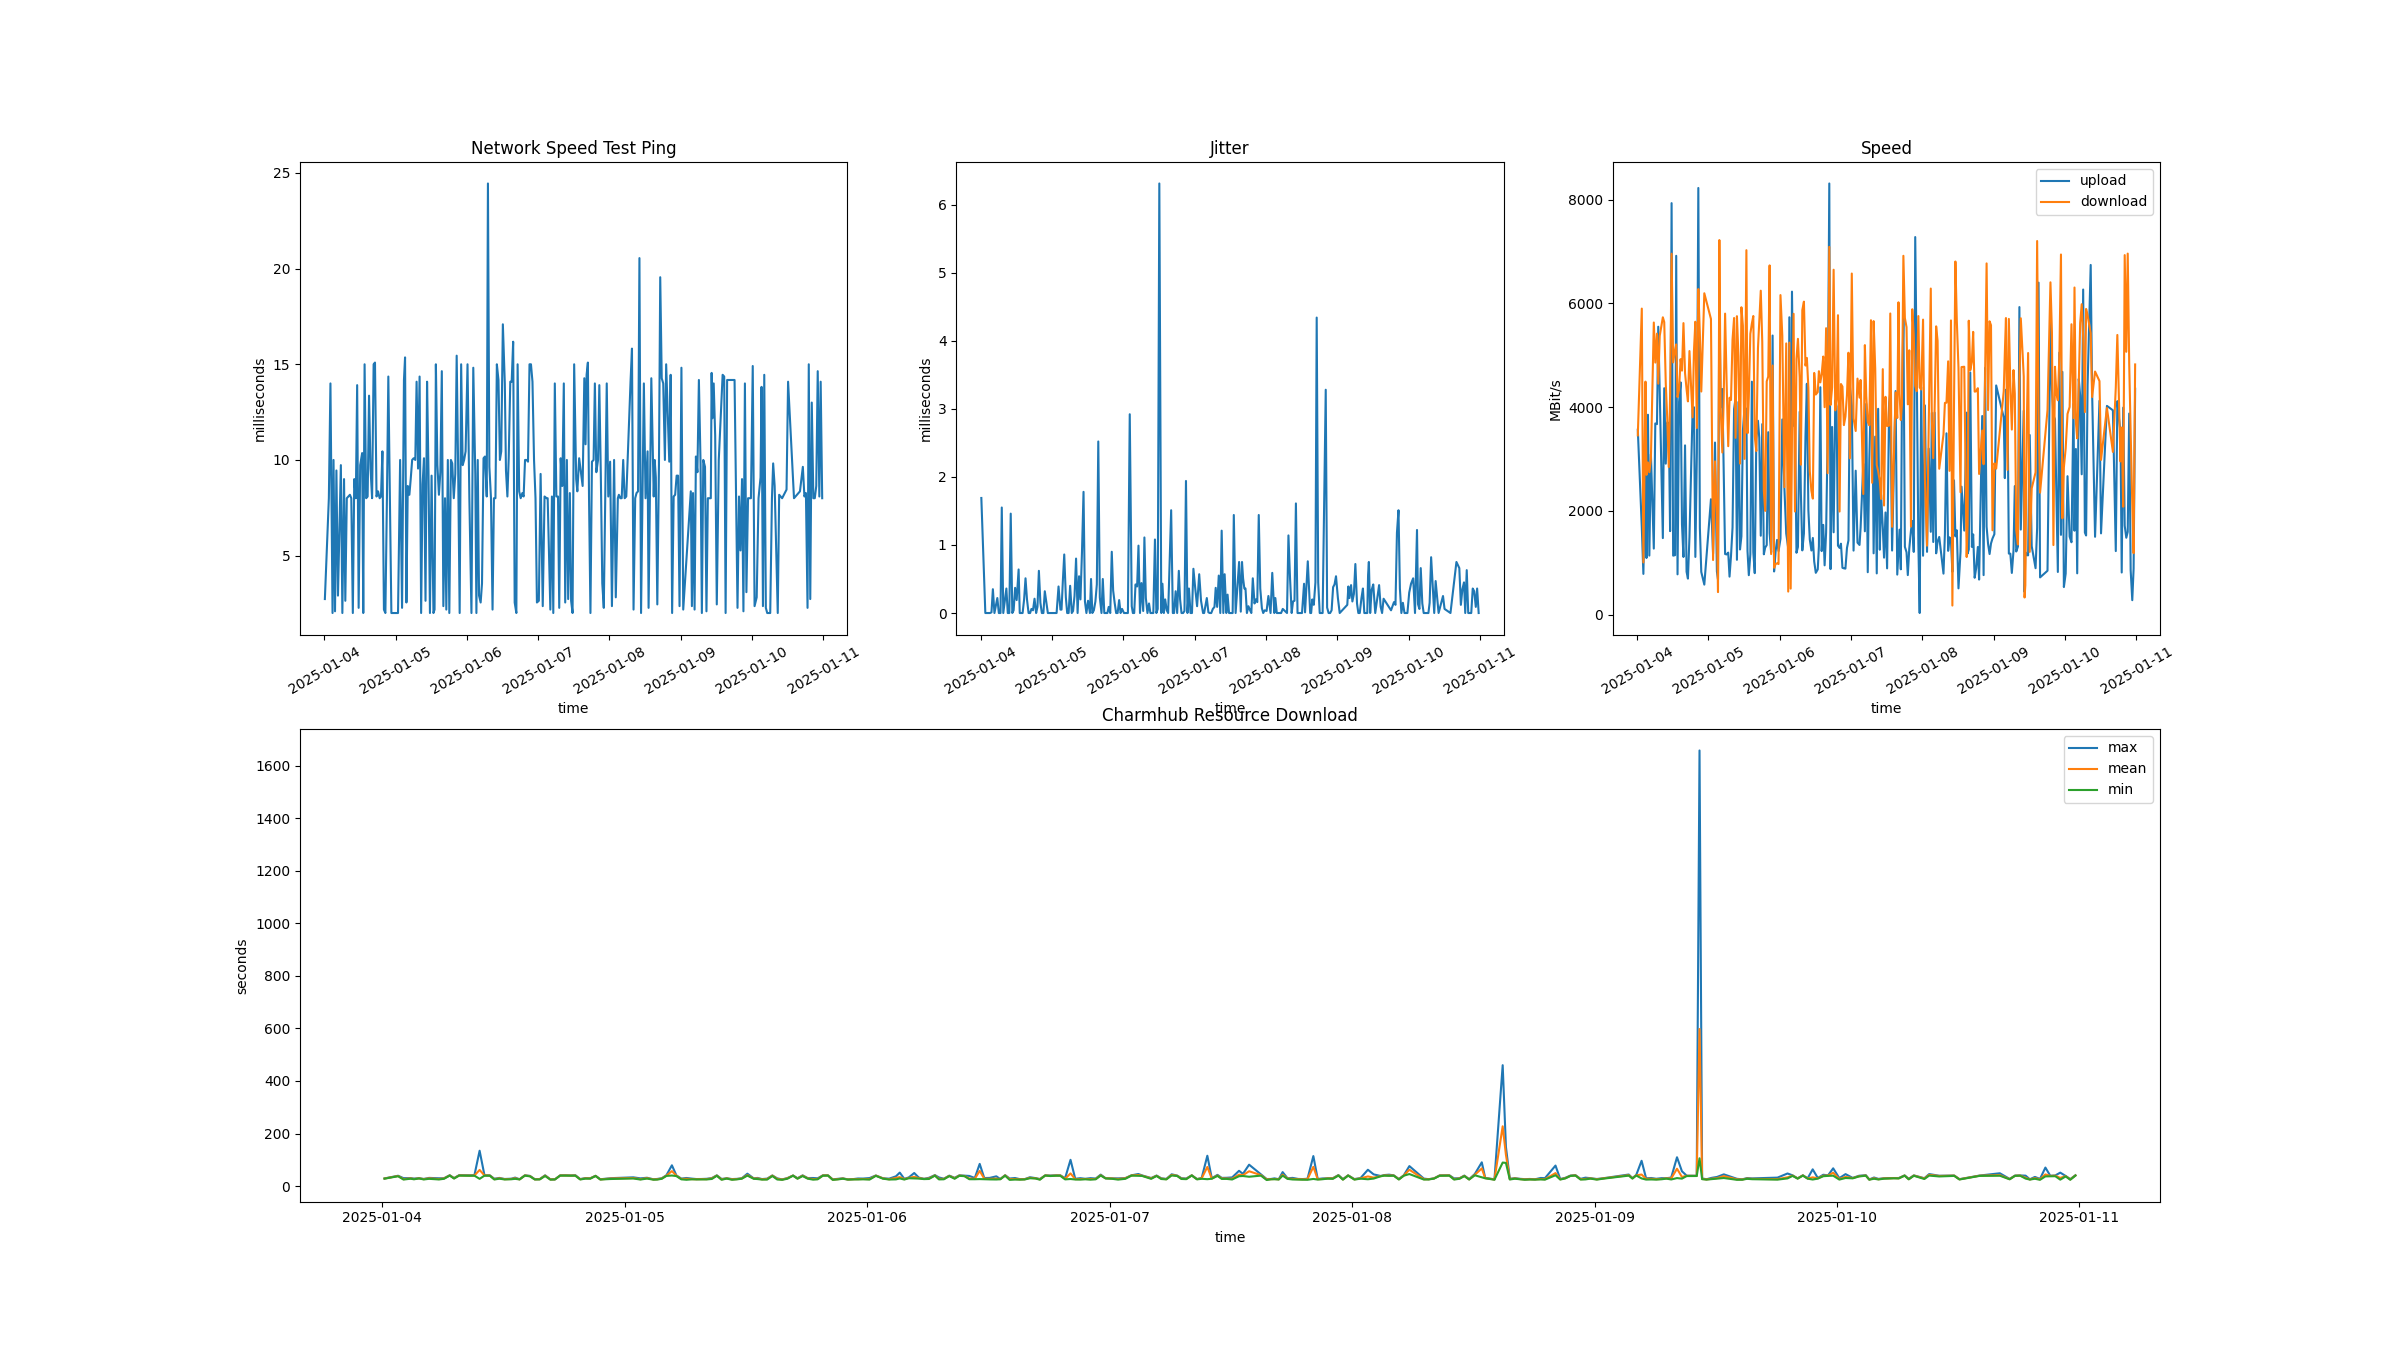 Network Speed Test Ping
milliseconds
25
20
15
10
5
2025-01-04 2025-01-05 2025-01-06 2025-01-07 2025-01-08 2025-01-09 2025-01-10 2025-01-11
time
Jitter
milliseconds
6
5
4
3
2
1
0
2025-01-04 2025-01-05 2025-01-06 2025-01-07 2025-01-08 2025-01-09 2025-01-10 2025-01-11
time
Speed
MBit/s
8000
6000
4000
2000
0
upload
download
2025-01-04 2025-01-05 2025-01-06 2025-01-07 2025-01-08 2025-01-09 2025-01-10 2025-01-11
time
Charmhub Resource Download
seconds
1600
1400
1200
1000
800
600
400
200
0
max
mean
min
2025-01-04 2025-01-05 2025-01-06 2025-01-07 2025-01-08 2025-01-09 2025-01-10 2025-01-11
time